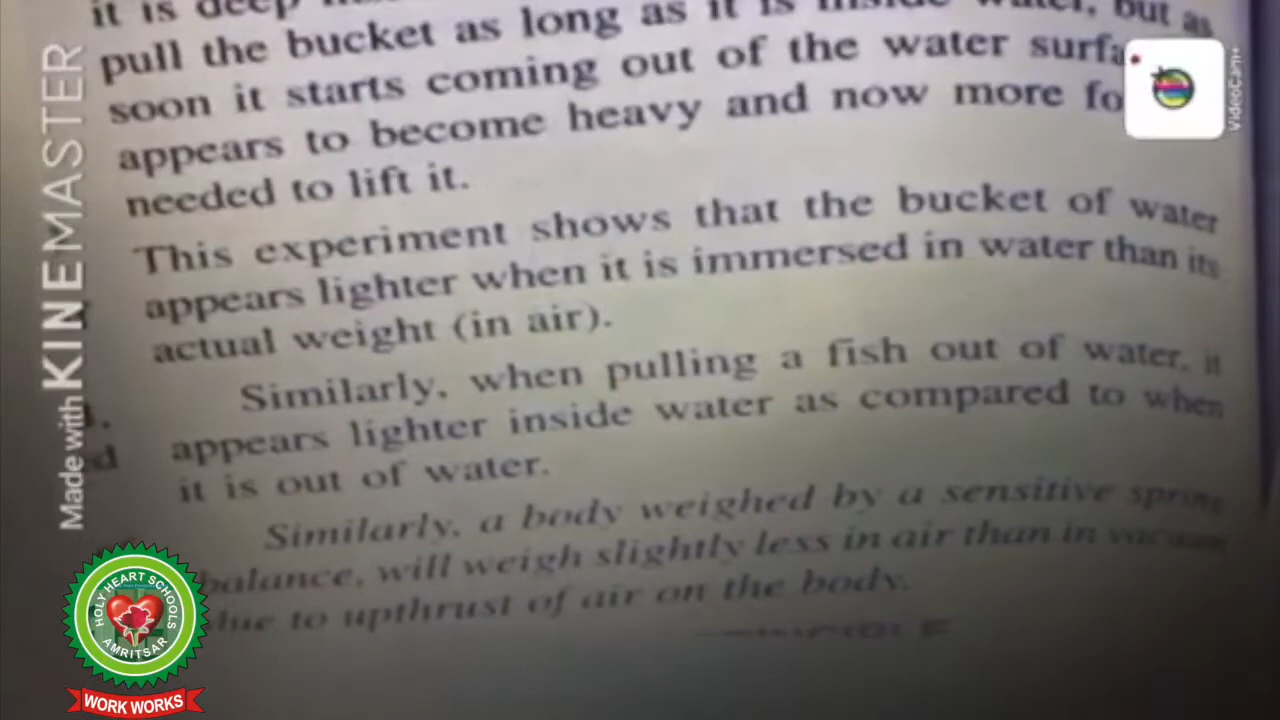 it is deep
pull the bucket as long as it is inside water, but as
soon it starts coming out of the water
appears to become heavy and now more
needed to lift it.
This experiment shows that the bucket of water
appears lighter when it is immersed in water than its
actual weight (in air).
Similarly, when pulling a fish out of water, it
appears lighter inside water as compared to when
it is out of water.
Similarly, a body weighed by a sensitive spring
balance, will weigh slightly less in air than in vacuum
due to upthrust of air on the body.
Made with KINEMASTER
VideoCam+
HOLY HEART SCHOOLS
AMRITSAR
WORK WORKS